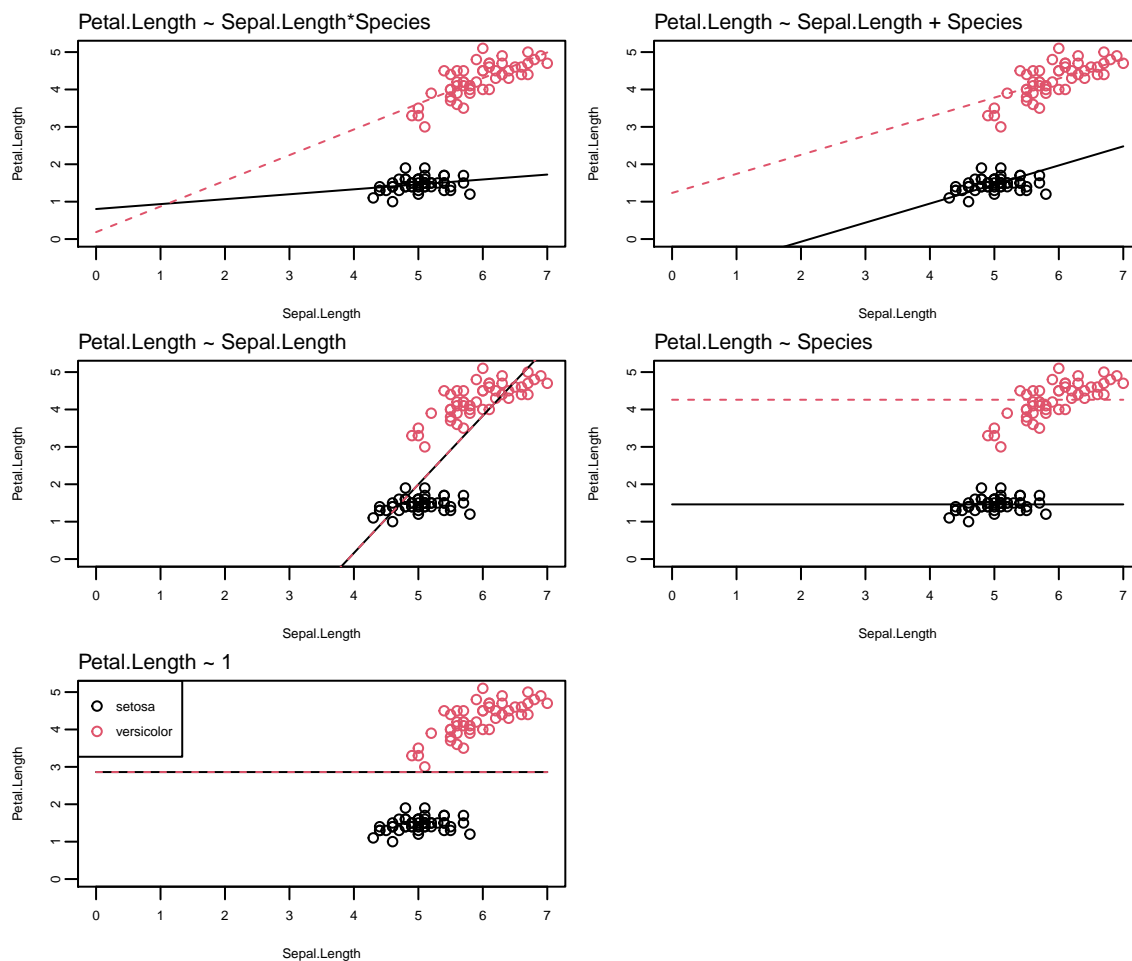 Petal.Length ~ Sepal.Length*Species
Petal.Length
0 1 2 3 4 5
0 1 2 3 4 5 6 7
Sepal.Length
Petal.Length ~ Sepal.Length + Species
Petal.Length
0 1 2 3 4 5
0 1 2 3 4 5 6 7
Sepal.Length
Petal.Length ~ Sepal.Length
Petal.Length
0 1 2 3 4 5
0 1 2 3 4 5 6 7
Sepal.Length
Petal.Length ~ Species
Petal.Length
0 1 2 3 4 5
0 1 2 3 4 5 6 7
Sepal.Length
Petal.Length ~ 1
setosa
versicolor
Petal.Length
0 1 2 3 4 5
0 1 2 3 4 5 6 7
Sepal.Length